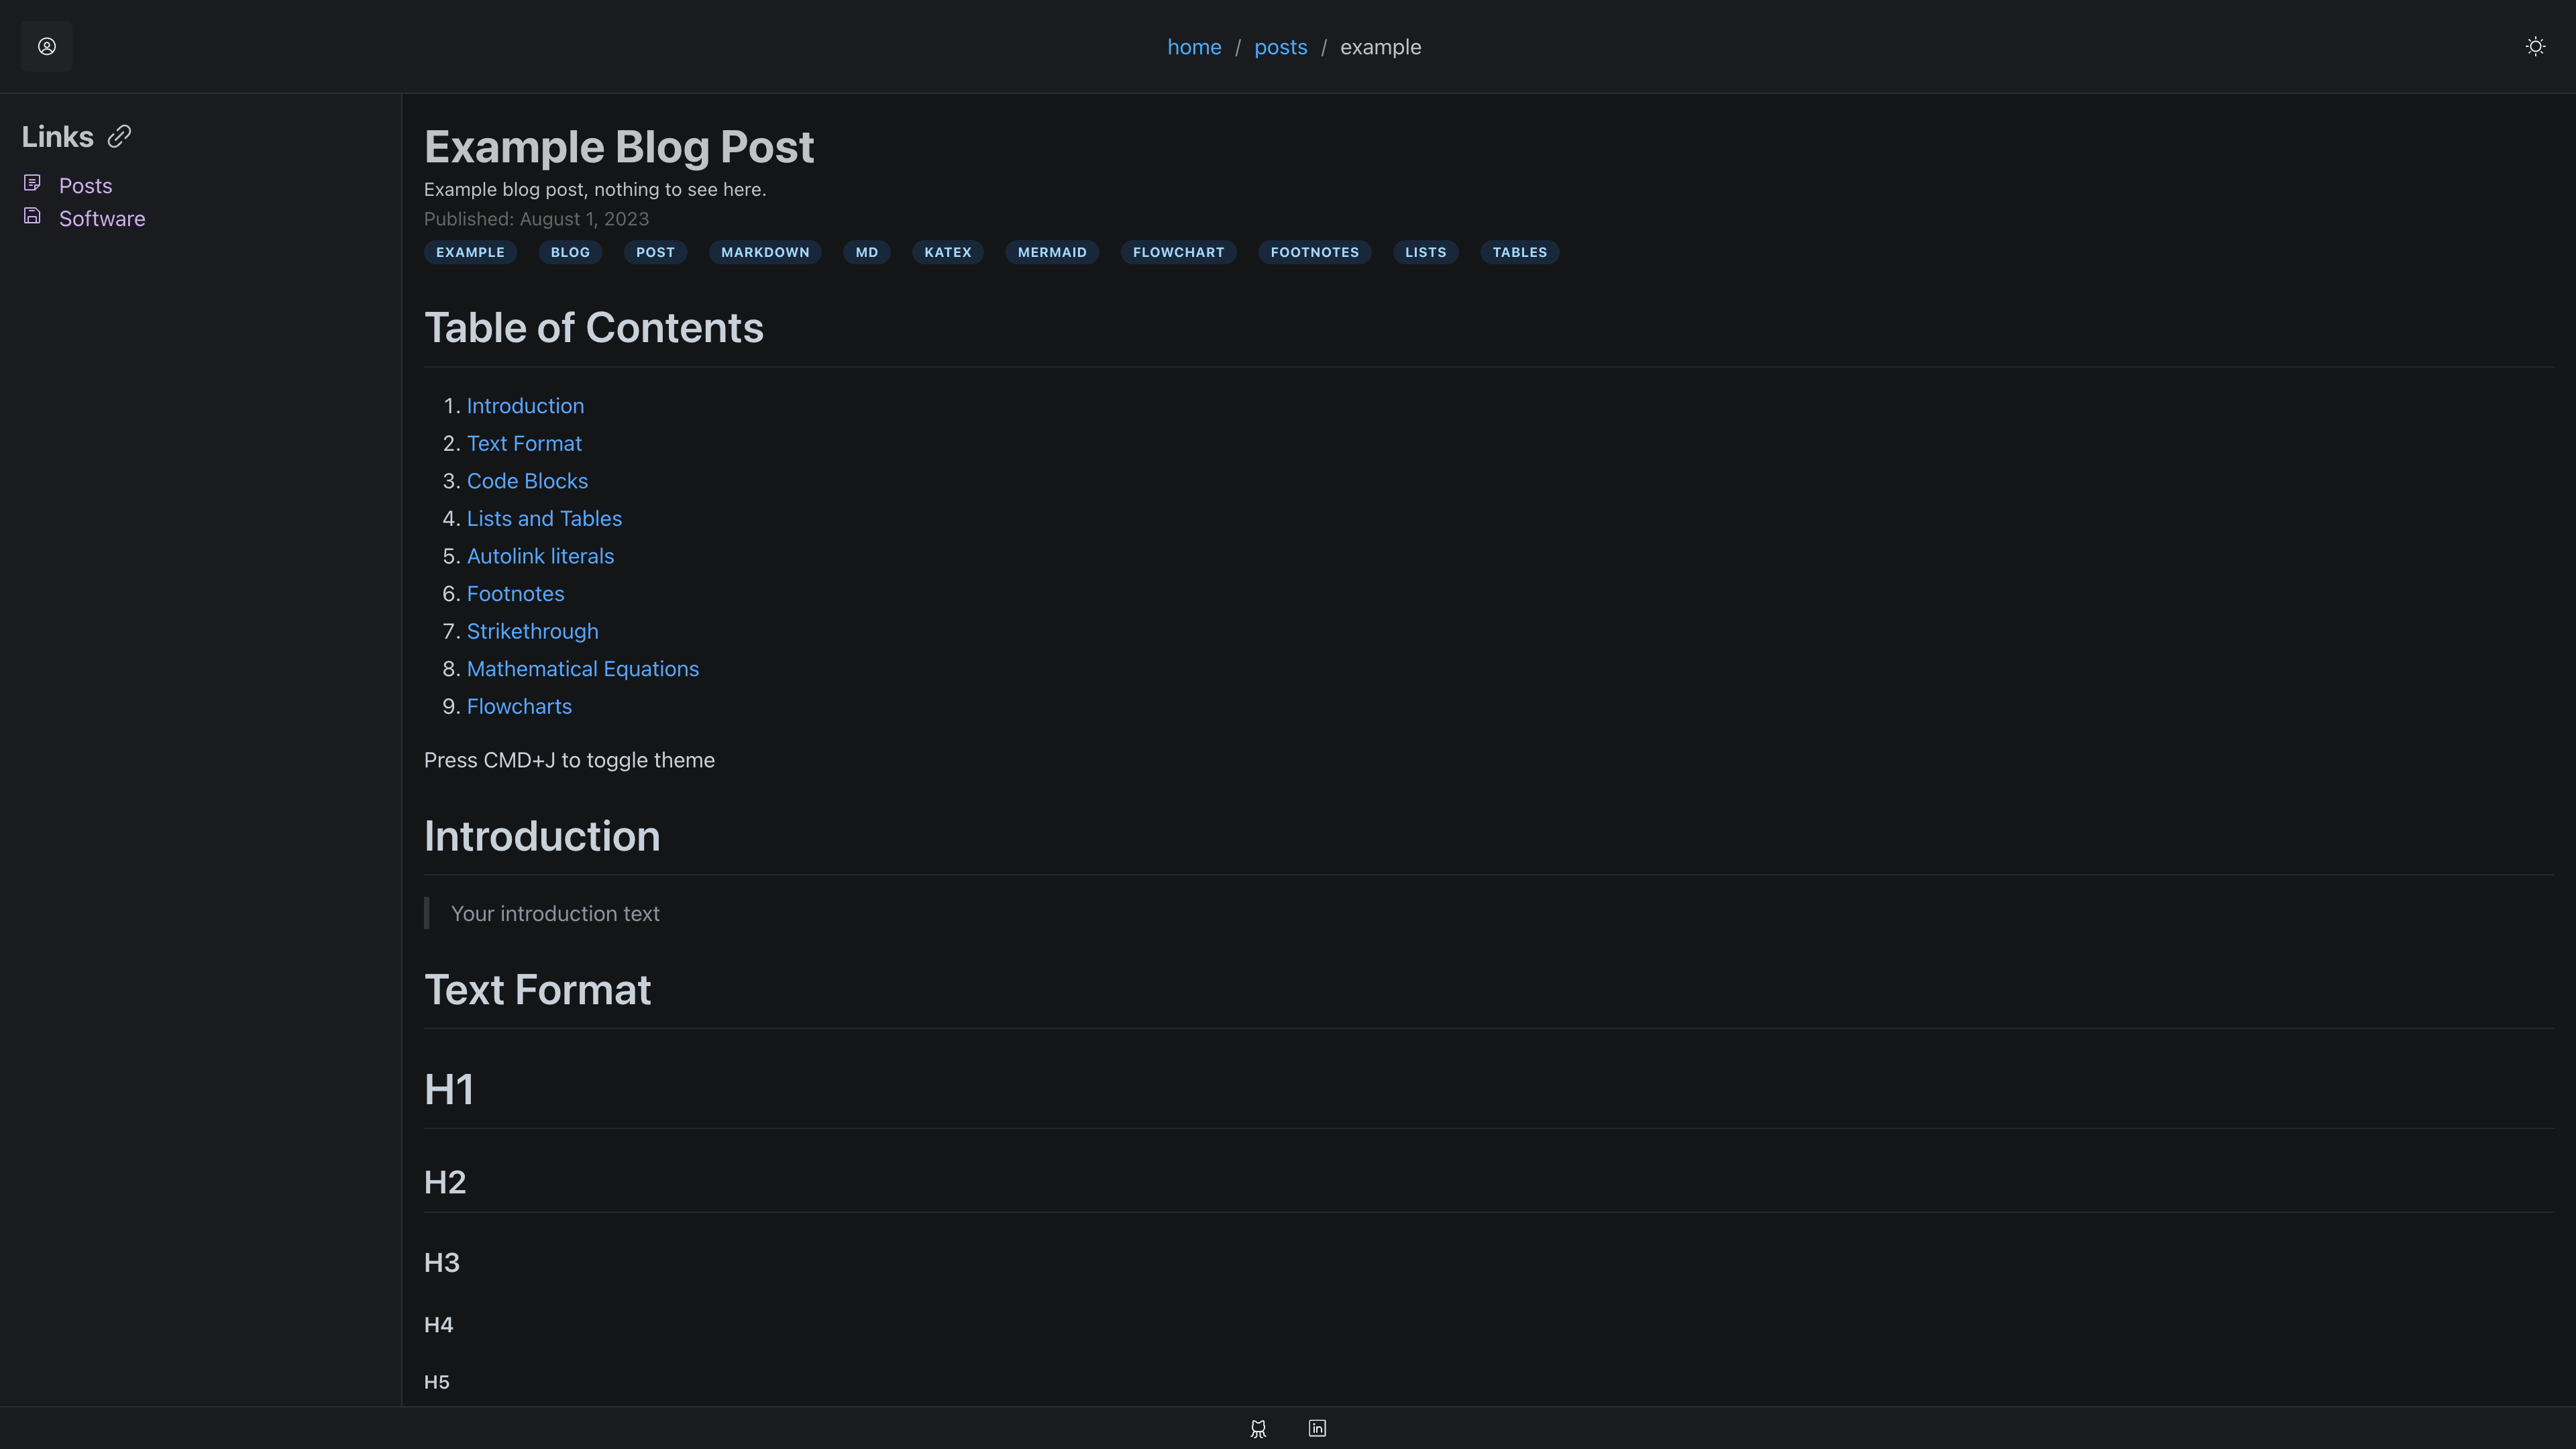 home / posts / example
Links
Posts
Software
Example Blog Post
Example blog post, nothing to see here.
Published: August 1, 2023
EXAMPLE BLOG POST MARKDOWN MD KATEX MERMAID FLOWCHART FOOTNOTES LISTS TABLES
Table of Contents
1. Introduction
2. Text Format
3. Code Blocks
4. Lists and Tables
5. Autolink literals
6. Footnotes
7. Strikethrough
8. Mathematical Equations
9. Flowcharts
Press CMD+J to toggle theme
Introduction
Your introduction text
Text Format
H1
H2
H3
H4
H5
in